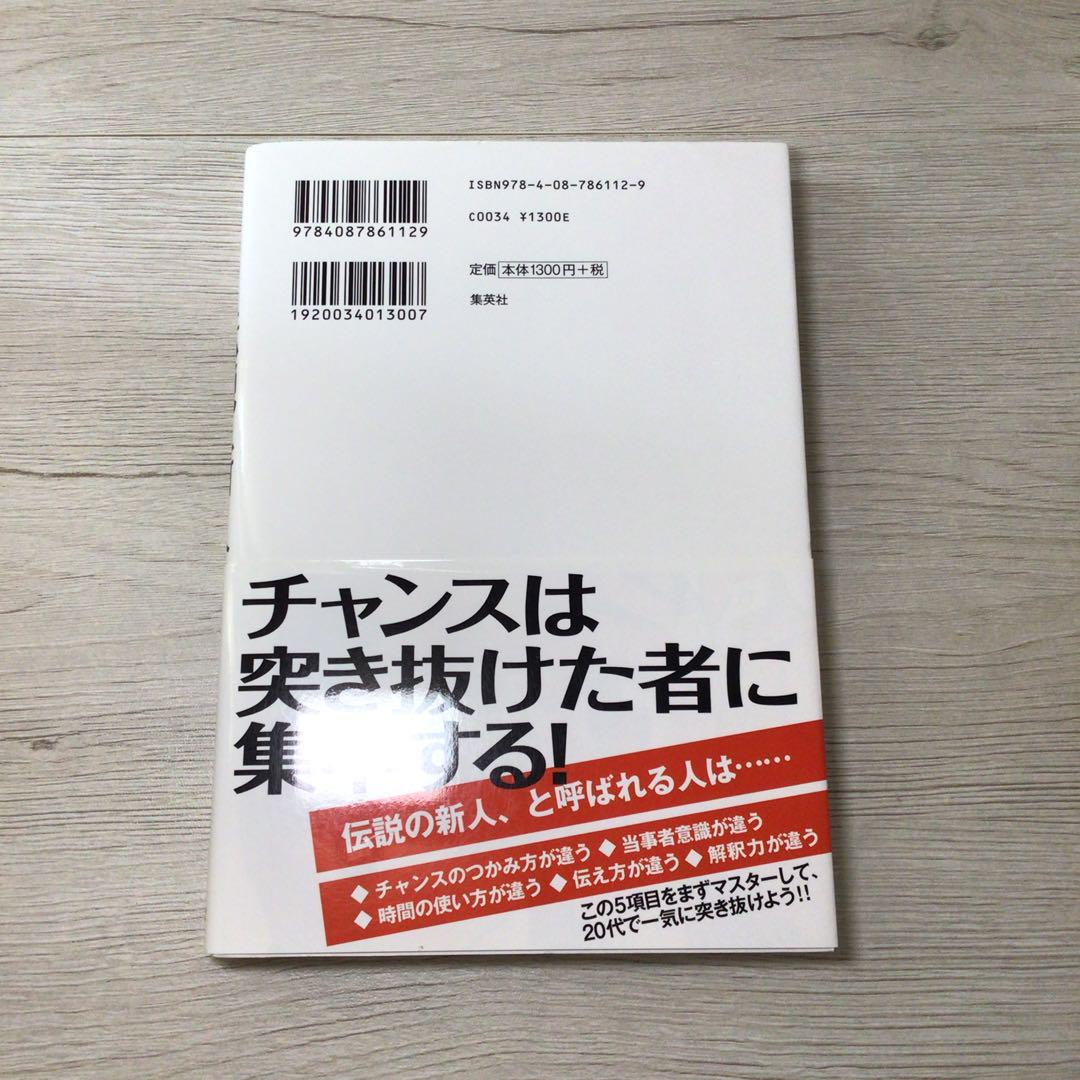 ISBN978-4-08-786112-9
9784087861129
C0034 ¥1300E
定価 本体1300円+税
1920034013007
集英社
チャンスは
突き抜けた者に
集中する!
伝説の新人、と呼ばれる人は……
◆チャンスのつかみ方が違う ◆当事者意識が違う
◆時間の使い方が違う ◆伝え方が違う ◆解釈力が違う
この5項目をまずマスターして、
20代で一気に突き抜けよう!!